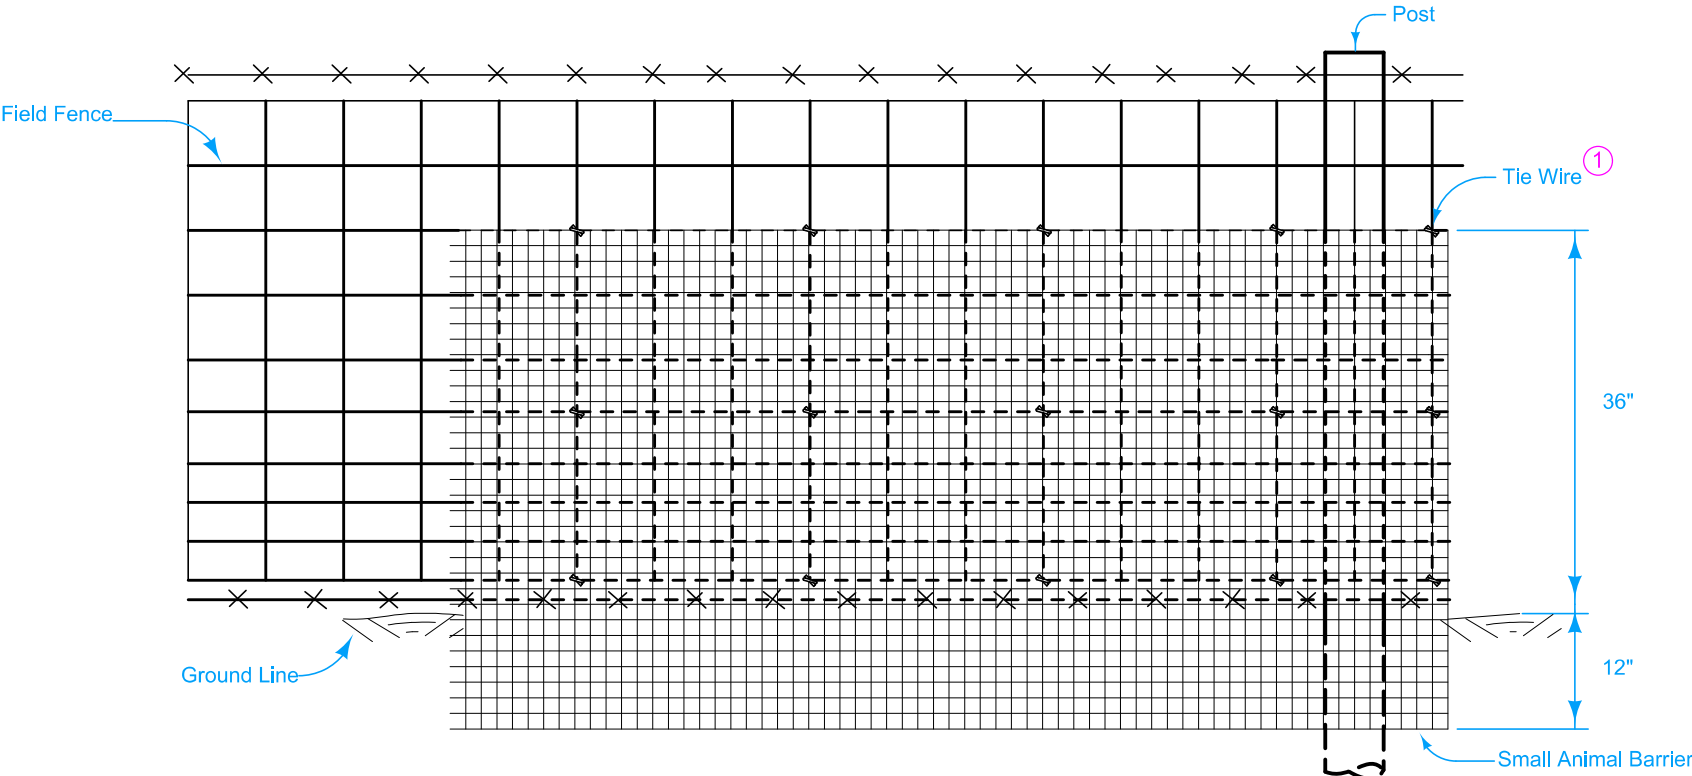 Post
Field Fence
Tie Wire 1
36"
Ground Line
12"
Small Animal Barrier